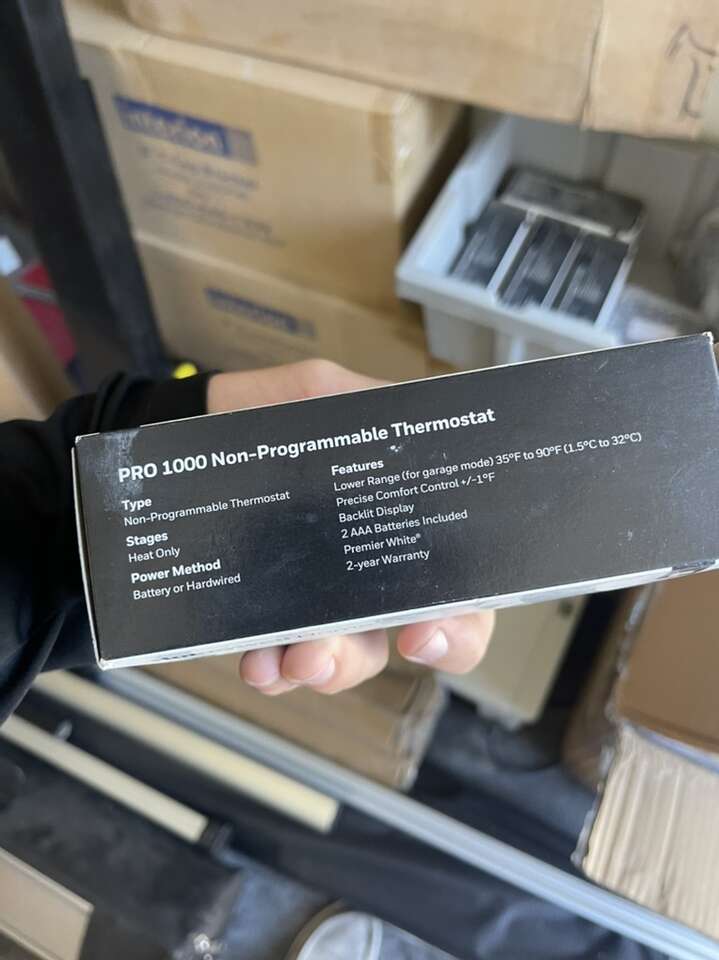 PRO 1000 Non-Programmable Thermostat
Type
Non-Programmable Thermostat
Stages
Heat Only
Power Method
Battery or Hardwired
Features
Lower Range (for garage mode) 35°F to 90°F (1.5°C to 32°C)
Precise Comfort Control +/-1°F
Backlit Display
2 AAA Batteries Included
Premier White®
2-year Warranty